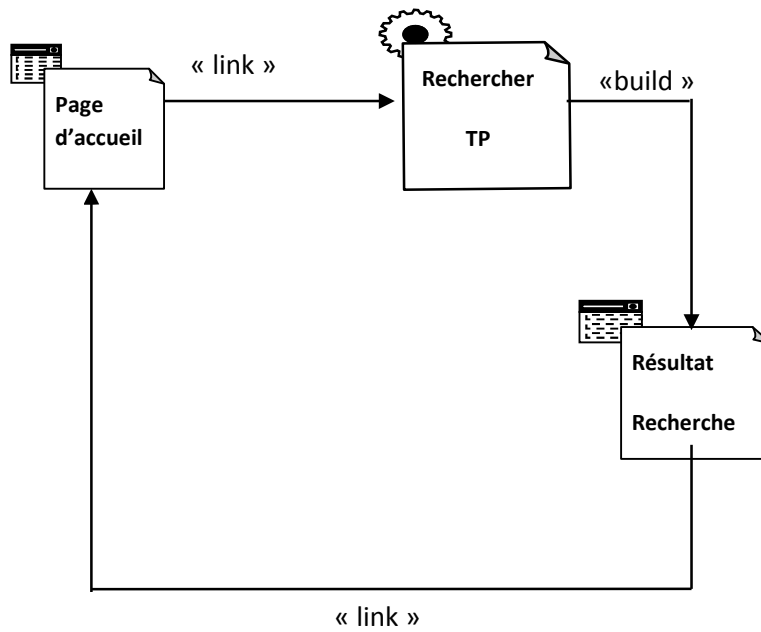 « link »
Rechercher
TP
«build »
Page
d’accueil
Résultat
Recherche
« link »